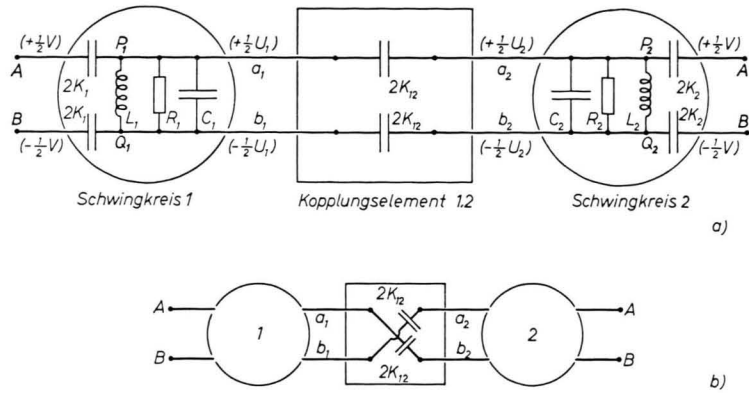 (+½V) P₁ (+½U₁) (+½U₂) P₂ (+½V)
A 2K₁ a₁ 2K₁₂ a₂ 2K₂ A
B 2K₁ L₁ R₁ C₁ b₁ 2K₁₂ b₂ C₂ R₂ L₂ 2K₂ B
(-½V) Q₁ (-½U₁) (-½U₂) Q₂ (-½V)
Schwingkreis 1 Kopplungselement 1,2 Schwingkreis 2
a)
2K₁₂
A a₁ a₂ A
1 2
B b₁ b₂ B
2K₁₂
b)